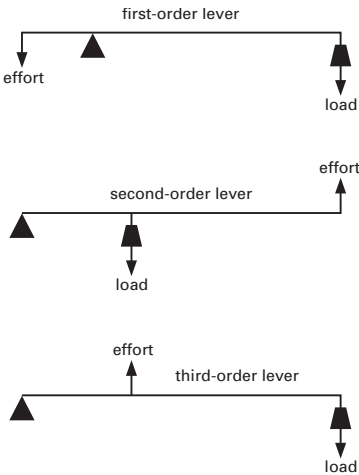 first-order lever
effort
load
effort
second-order lever
load
effort
third-order lever
load